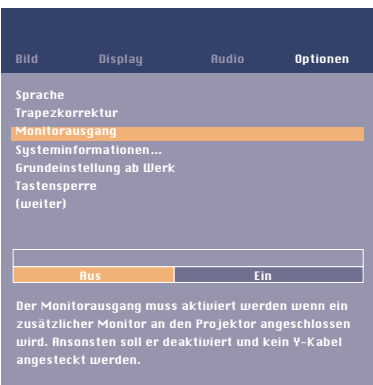 Bild Display Audio Optionen
Sprache
Trapezkorrektur
Monitorausgang
Systeminformationen...
Grundeinstellung ab Werk
Tastensperre
(weiter)
Aus Ein
Der Monitorausgang muss aktiviert werden wenn ein
zusätzlicher Monitor an den Projektor angeschlossen
wird. Ansonsten soll er deaktiviert und kein Y-Kabel
angesteckt werden.